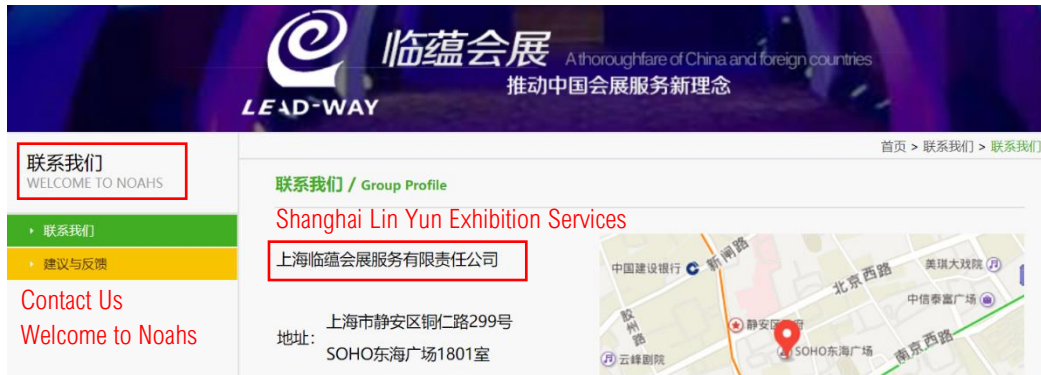 临蕴会展 A thoroughfare of China and foreign countries
推动中国会展服务新理念
LEAD-WAY
首页 > 联系我们 > 联系我们
联系我们
WELCOME TO NOAHS
联系我们 / Group Profile
Shanghai Lin Yun Exhibition Services
联系我们
上海临蕴会展服务有限责任公司
建议与反馈
Contact Us
Welcome to Noahs
地址:
上海市静安区铜仁路299号
SOHO东海广场1801室
中国建设银行
新闸路
北京西路
美琪大戏院
中信泰富广场
胶州路
静安区
府
SOHO东海广场
南京西路
云峰剧院